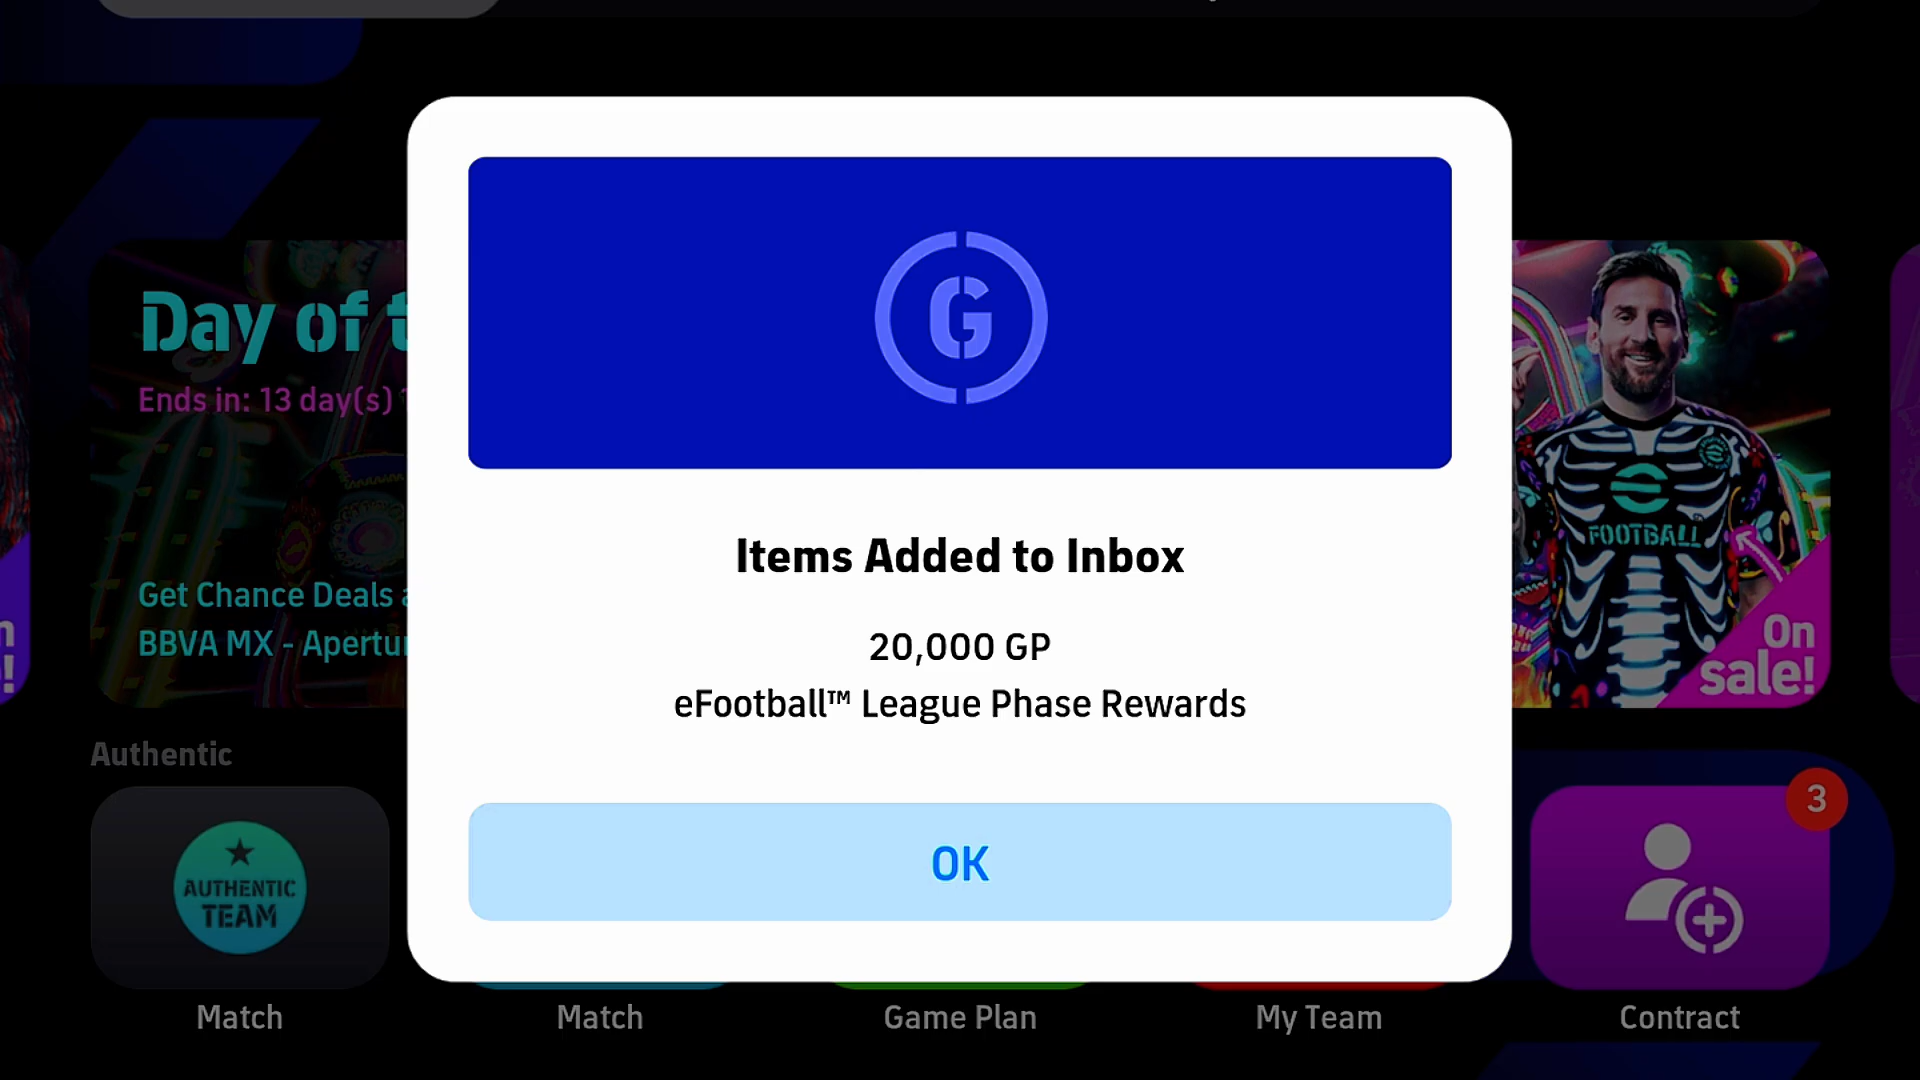 Day of
Ends in: 13 day(s)
Get Chance Deals
BBVA MX - Apertur
G
Items Added to Inbox
20,000 GP
eFootball™ League Phase Rewards
OK
FOOTBALL
On
sale!
Authentic
AUTHENTIC
TEAM
3
Match
Match
Game Plan
My Team
Contract